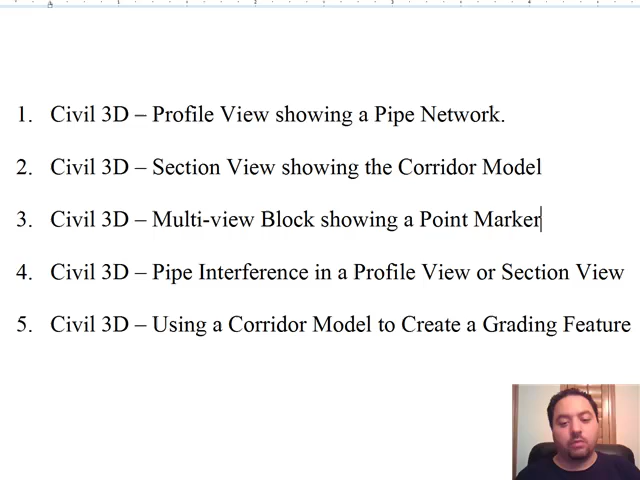 1. Civil 3D – Profile View showing a Pipe Network.
2. Civil 3D – Section View showing the Corridor Model
3. Civil 3D – Multi-view Block showing a Point Marker
4. Civil 3D – Pipe Interference in a Profile View or Section View
5. Civil 3D – Using a Corridor Model to Create a Grading Feature